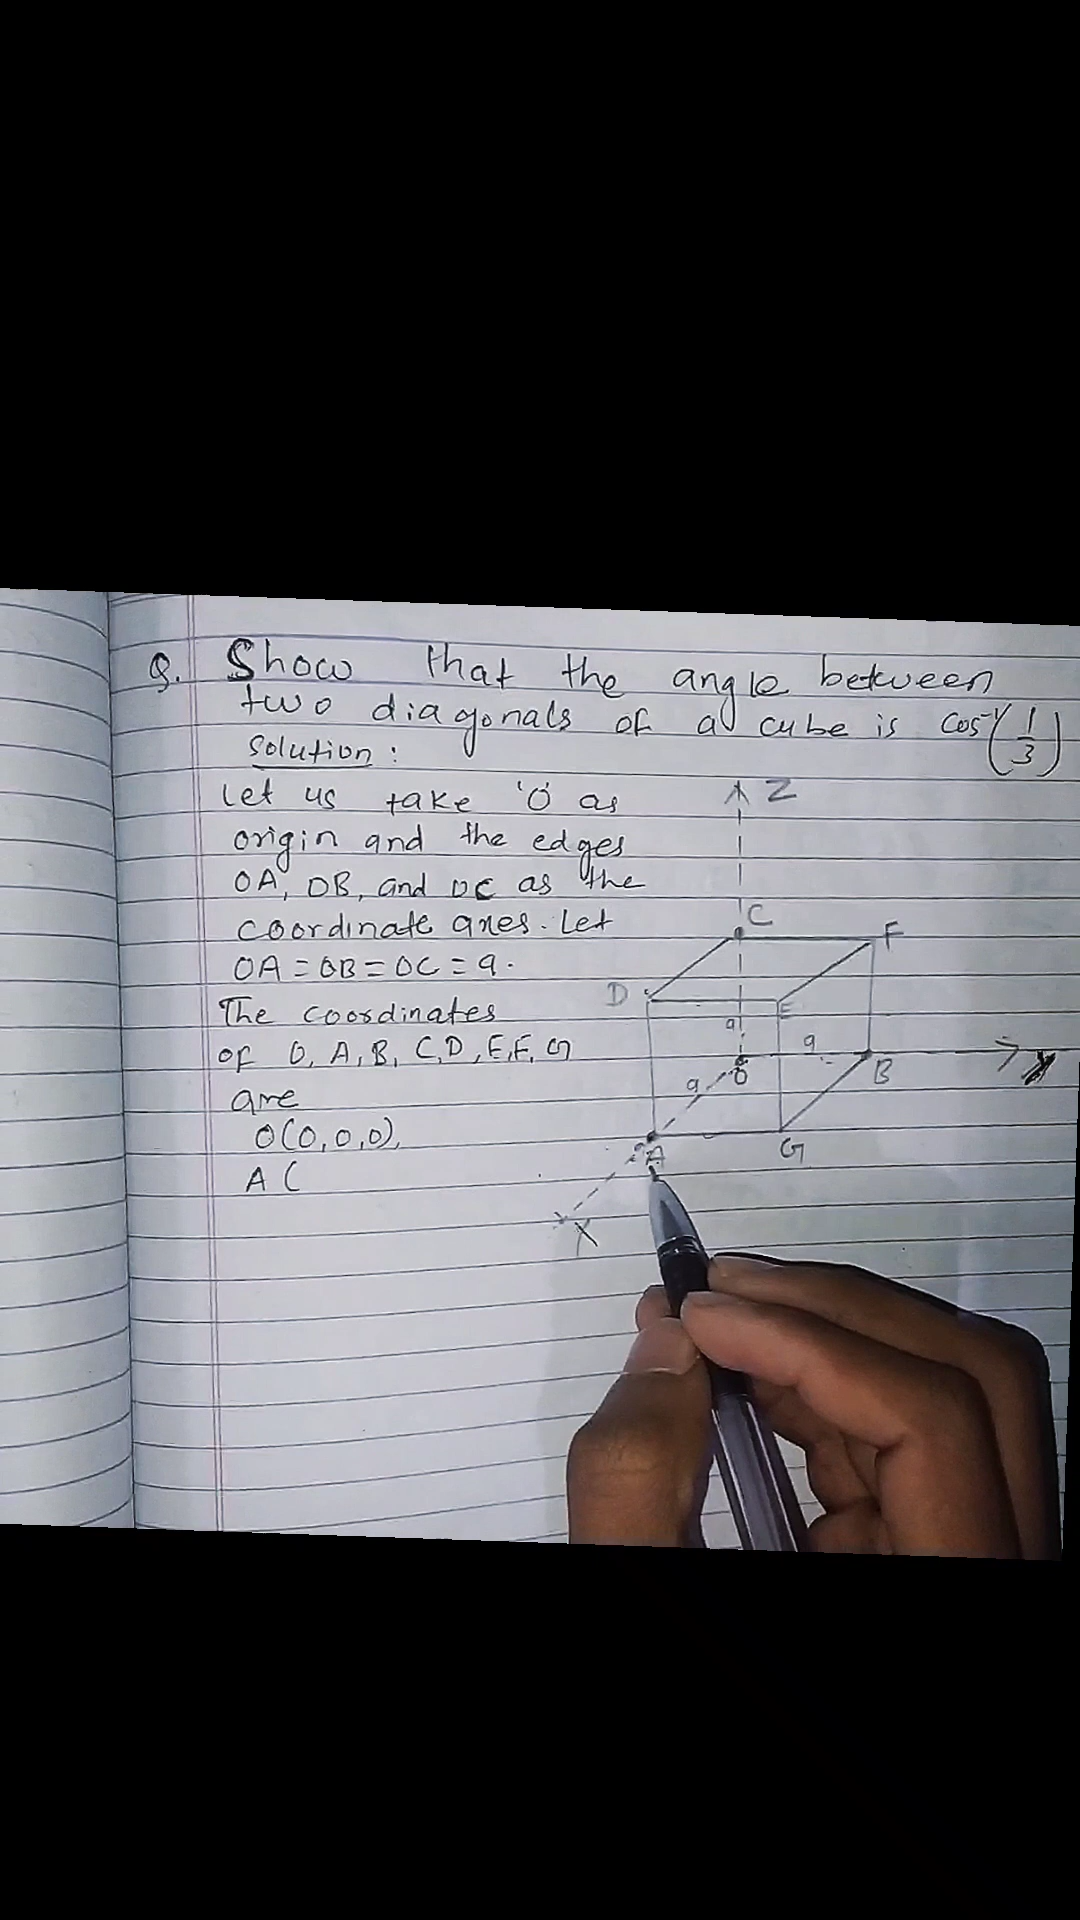 Q. Show that the angle between
two diagonals of a cube is cos⁻¹(1/3)
Solution:
Let us take 'O' as
origin and the edges
OA, OB, and OC as the
coordinate axes. Let
OA = OB = OC = a.
The coordinates
of O, A, B, C, D, E, F, G
are
O(0,0,0),
A (
Z
C
F
D
E
a
a
O
B
a
A
G
X